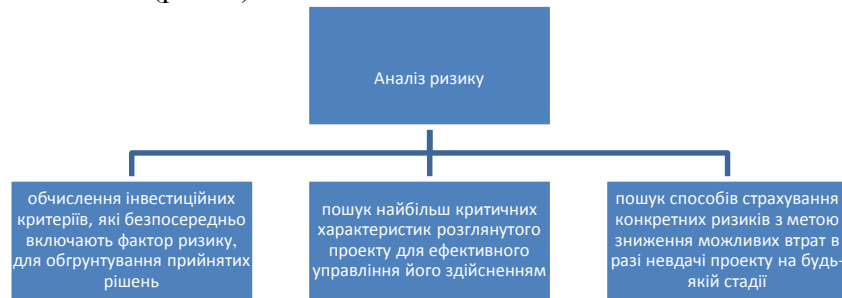 Аналіз ризику
обчислення інвестиційних
критеріїв, які безпосередньо
включають фактор ризику,
для обгрунтування прийнятих
рішень
пошук найбільш критичних
характеристик розглянутого
проекту для ефективного
управління його здійсненням
пошук способів страхування
конкретних ризиків з метою
зниження можливих втрат в
разі невдачі проекту на будь-
якій стадії